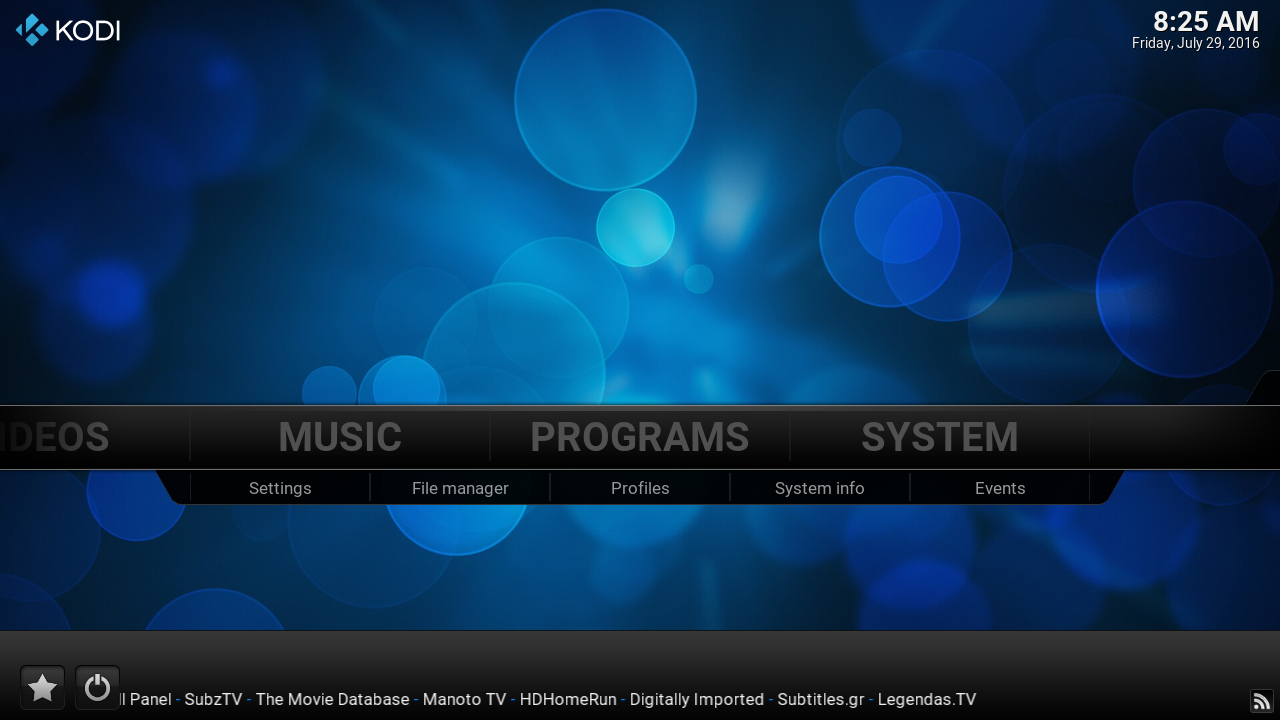 KODI
8:25 AM
Friday, July 29, 2016
IDEOS MUSIC PROGRAMS SYSTEM
Settings File manager Profiles System info Events
ll Panel - SubzTV - The Movie Database - Manoto TV - HDHomeRun - Digitally Imported - Subtitles.gr - Legendas.TV